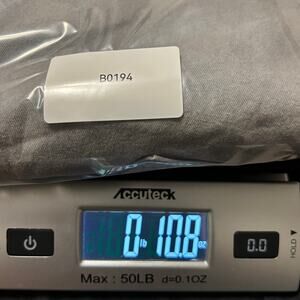 B0194
Accuteck
0 lb 10.8 oz
0.0
HOLD
Max : 50LB d=0.1OZ